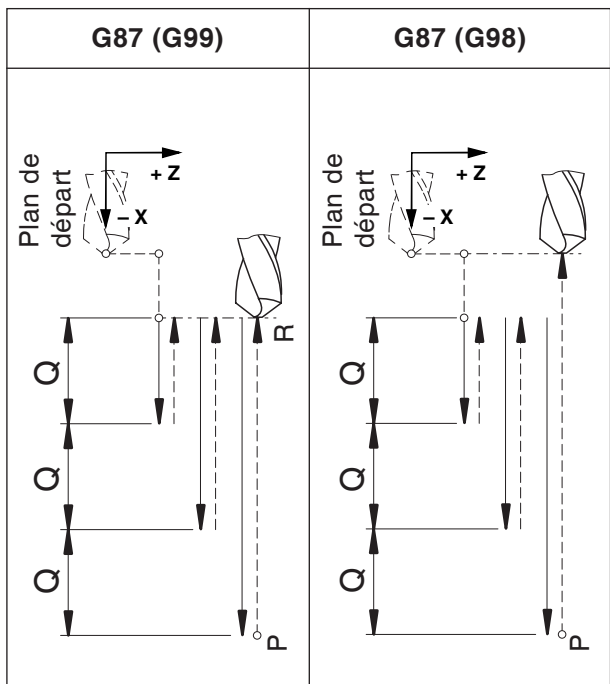 G87 (G99)
G87 (G98)
Plan de
départ
+ Z
– X
R
Q
Q
Q
P
Plan de
départ
+ Z
– X
Q
Q
Q
P